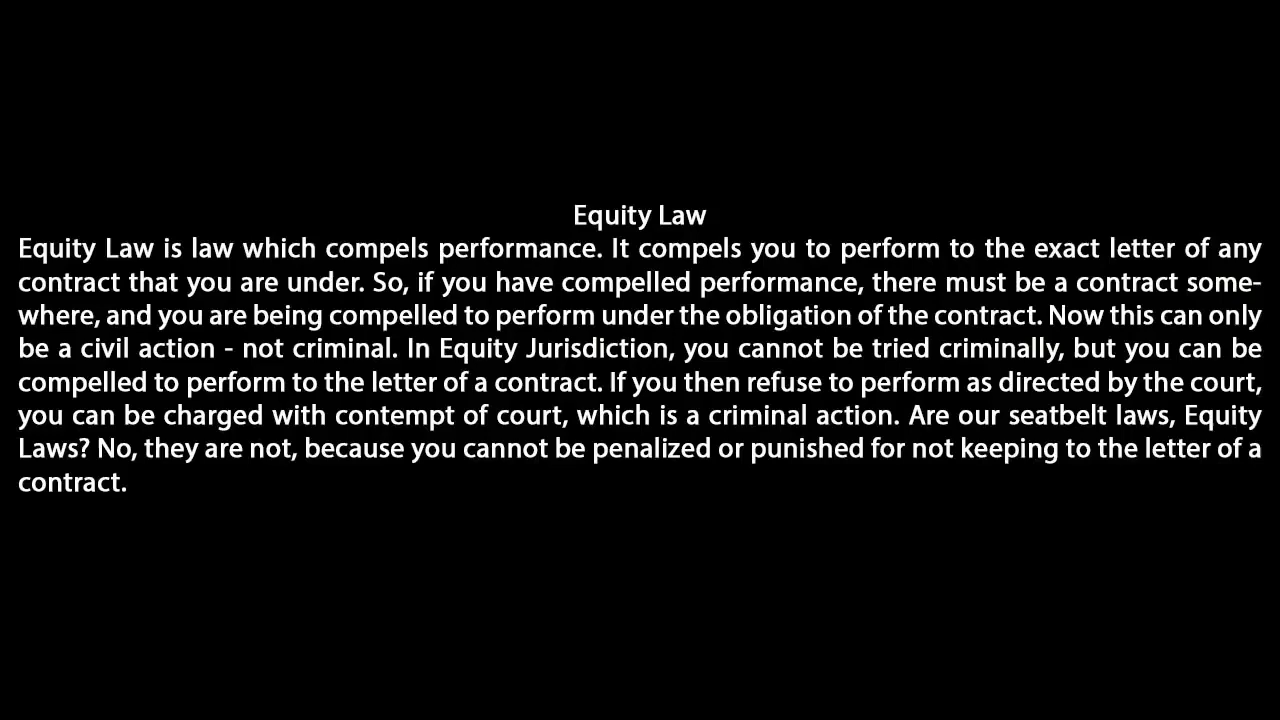 Equity Law
Equity Law is law which compels performance. It compels you to perform to the exact letter of any
contract that you are under. So, if you have compelled performance, there must be a contract some-
where, and you are being compelled to perform under the obligation of the contract. Now this can only
be a civil action - not criminal. In Equity Jurisdiction, you cannot be tried criminally, but you can be
compelled to perform to the letter of a contract. If you then refuse to perform as directed by the court,
you can be charged with contempt of court, which is a criminal action. Are our seatbelt laws, Equity
Laws? No, they are not, because you cannot be penalized or punished for not keeping to the letter of a
contract.